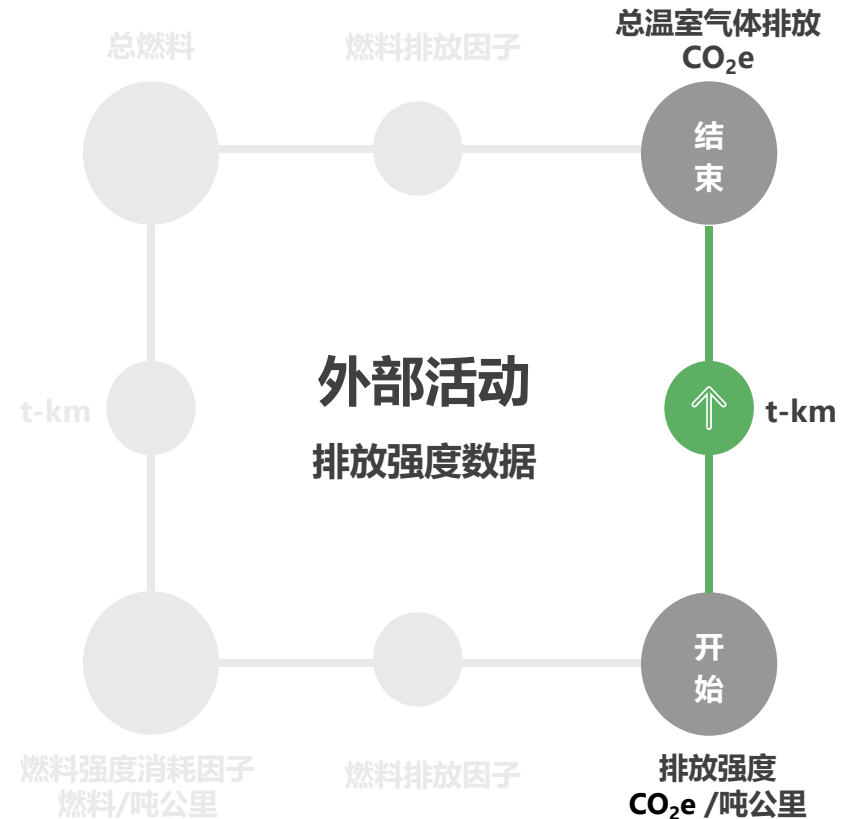 总燃料
燃料排放因子
总温室气体排放
CO₂e
结
束
外部活动
t-km
t-km
排放强度数据
开
始
燃料强度消耗因子
燃料/吨公里
燃料排放因子
排放强度
CO₂e /吨公里